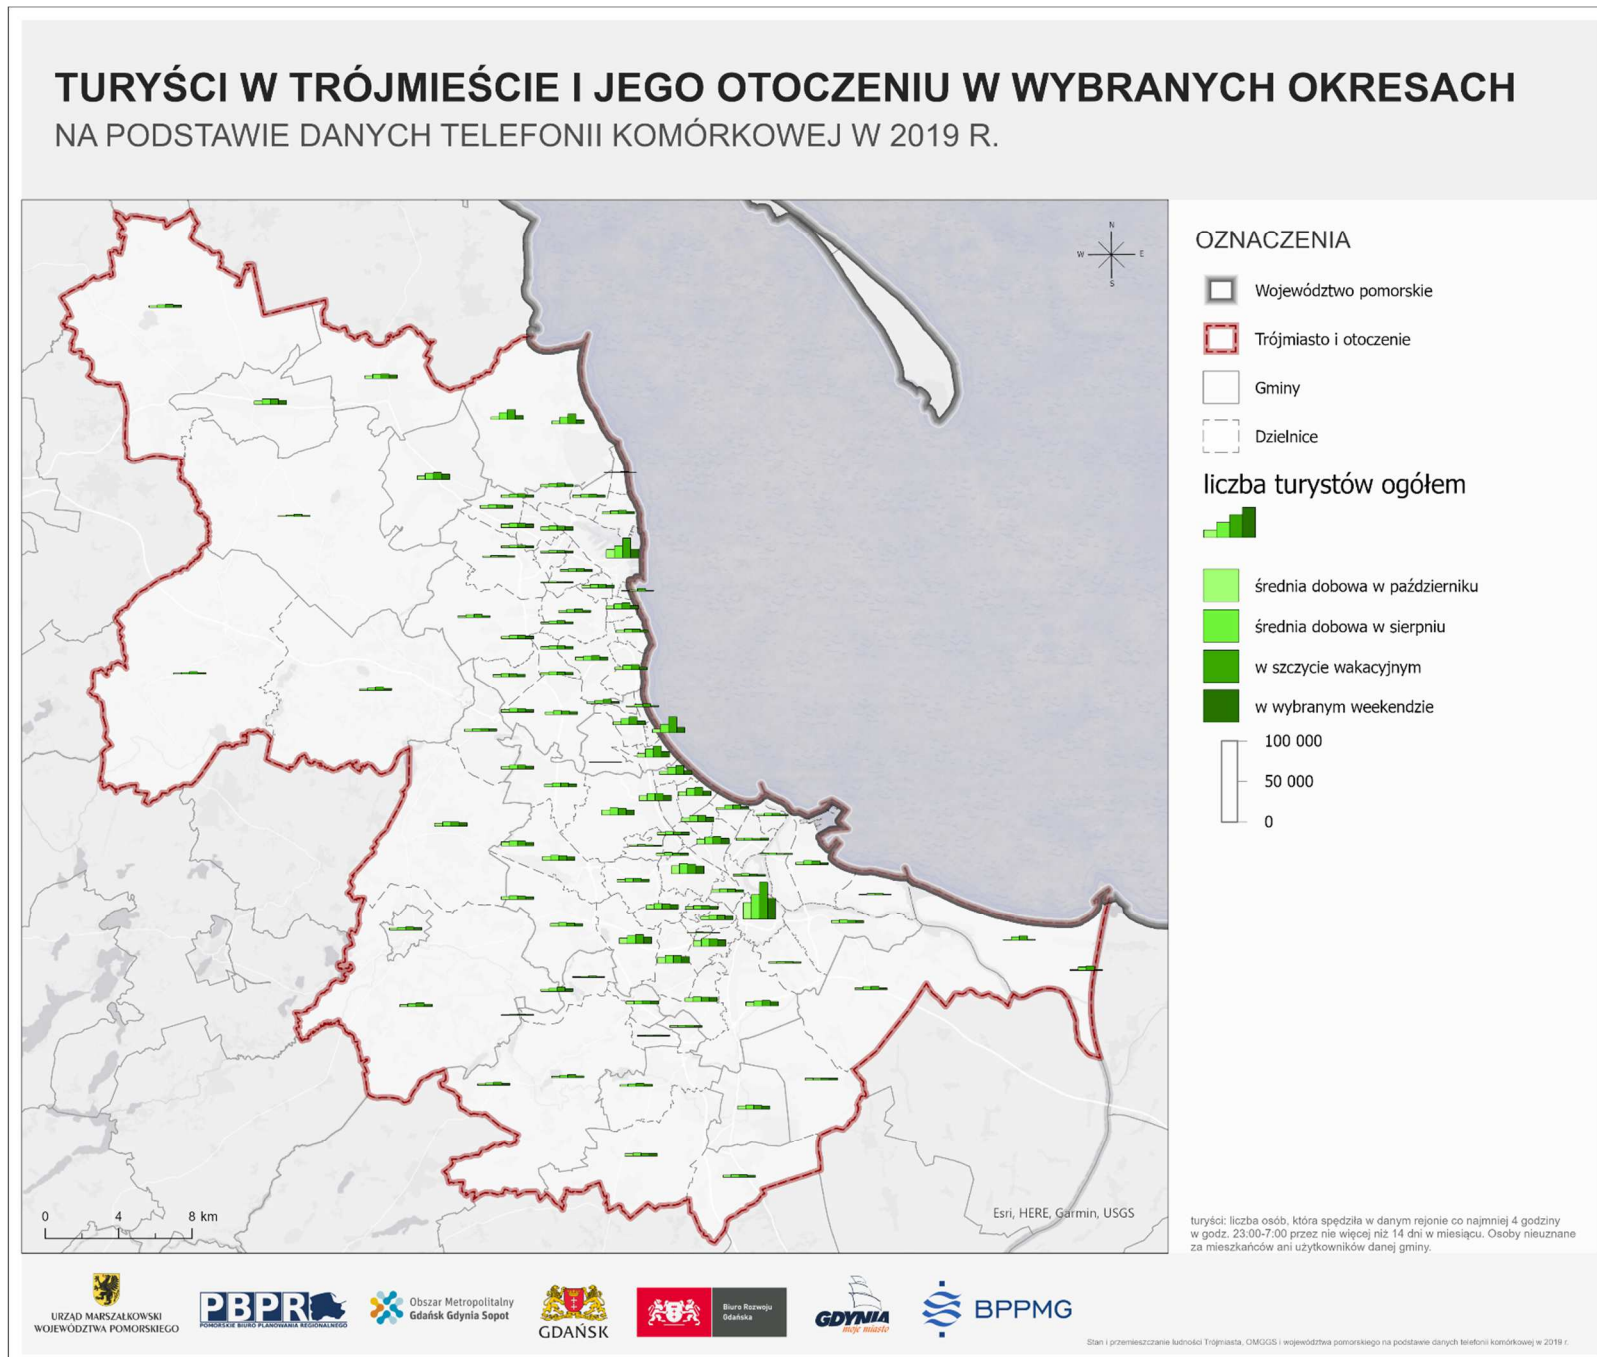 TURYŚCI W TRÓJMIEŚCIE I JEGO OTOCZENIU W WYBRANYCH OKRESACH
NA PODSTAWIE DANYCH TELEFONII KOMÓRKOWEJ W 2019 R.
N
W E
S
OZNACZENIA
Województwo pomorskie
Trójmiasto i otoczenie
Gminy
Dzielnice
liczba turystów ogółem
średnia dobowa w październiku
średnia dobowa w sierpniu
w szczycie wakacyjnym
w wybranym weekendzie
100 000
50 000
0
0 4 8 km
Esri, HERE, Garmin, USGS
turyści: liczba osób, która spędziła w danym rejonie co najmniej 4 godziny
w godz. 23:00-7:00 przez nie więcej niż 14 dni w miesiącu. Osoby nieuznane
za mieszkańców ani użytkowników danej gminy.
URZĄD MARSZAŁKOWSKI
WOJEWÓDZTWA POMORSKIEGO
PBPR
POMORSKIE BIURO PLANOWANIA REGIONALNEGO
Obszar Metropolitalny
Gdańsk Gdynia Sopot
GDAŃSK
Biuro Rozwoju
Gdańska
GDYNIA
moje miasto
BPPMG
Stan i przemieszczanie ludności Trójmiasta, OMGGS i województwa pomorskiego na podstawie danych telefonii komórkowej w 2019 r.